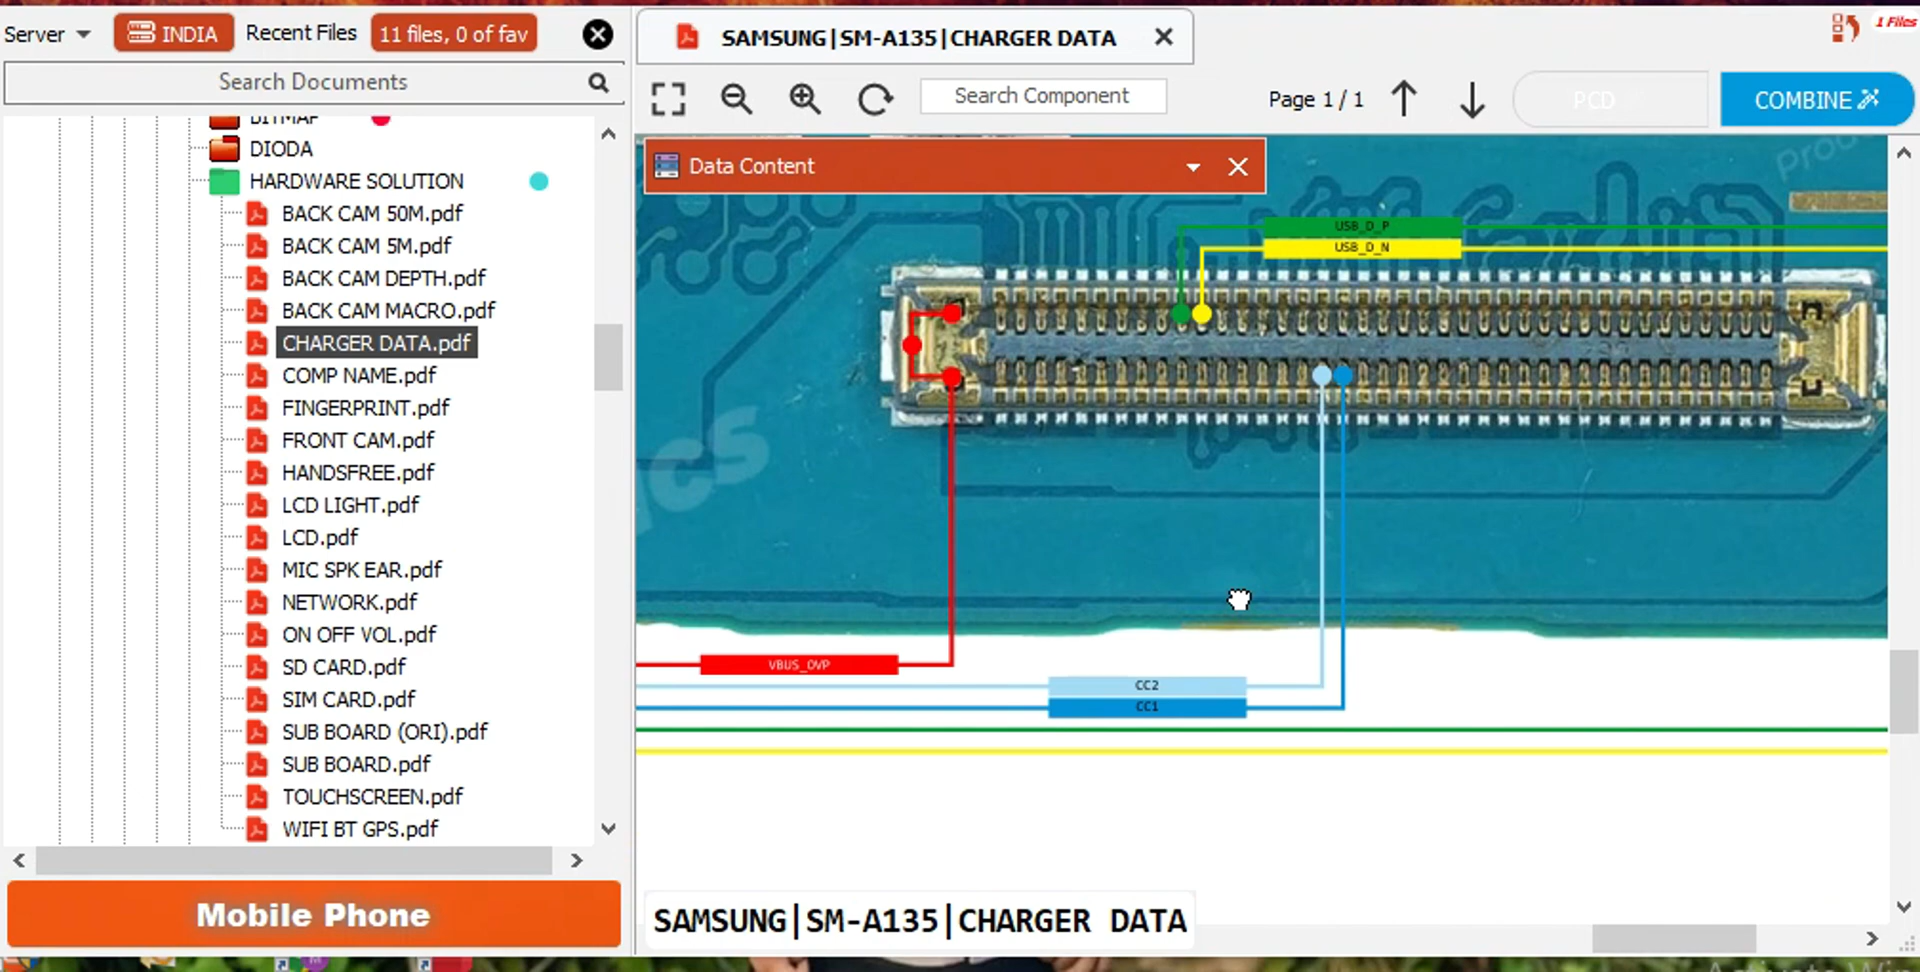 Server
INDIA
Recent Files
11 files, 0 of fav
Search Documents
BITMAP
DIODA
HARDWARE SOLUTION
BACK CAM 50M.pdf
BACK CAM 5M.pdf
BACK CAM DEPTH.pdf
BACK CAM MACRO.pdf
CHARGER DATA.pdf
COMP NAME.pdf
FINGERPRINT.pdf
FRONT CAM.pdf
HANDSFREE.pdf
LCD LIGHT.pdf
LCD.pdf
MIC SPK EAR.pdf
NETWORK.pdf
ON OFF VOL.pdf
SD CARD.pdf
SIM CARD.pdf
SUB BOARD (ORI).pdf
SUB BOARD.pdf
TOUCHSCREEN.pdf
WIFI BT GPS.pdf
Mobile Phone
SAMSUNG|SM-A135|CHARGER DATA
1 Files
Search Component
Page 1 / 1
PCD
COMBINE
Data Content
USB_D_P
USB_D_N
VBUS_OVP
CC2
CC1
SAMSUNG|SM-A135|CHARGER DATA